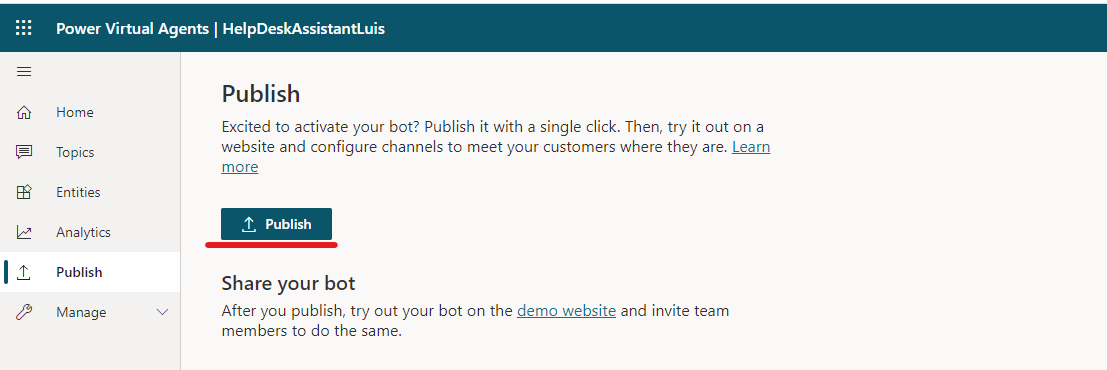 Power Virtual Agents | HelpDeskAssistantLuis
Home
Topics
Entities
Analytics
Publish
Manage
Publish
Excited to activate your bot? Publish it with a single click. Then, try it out on a
website and configure channels to meet your customers where they are. Learn
more
Publish
Share your bot
After you publish, try out your bot on the demo website and invite team
members to do the same.